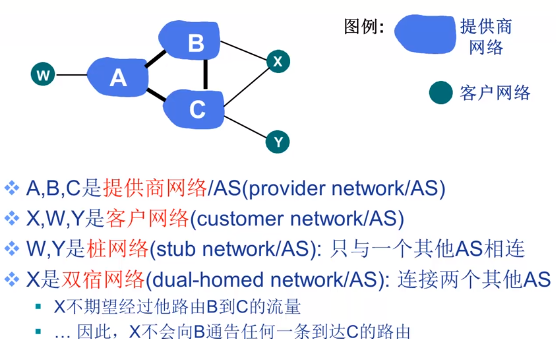 图例:
提供商
网络
客户网络
W
A
B
C
X
Y
A,B,C是提供商网络/AS(provider network/AS)
X,W,Y是客户网络(customer network/AS)
W,Y是桩网络(stub network/AS): 只与一个其他AS相连
X是双宿网络(dual-homed network/AS): 连接两个其他AS
X不期望经过他路由B到C的流量
... 因此，X不会向B通告任何一条到达C的路由